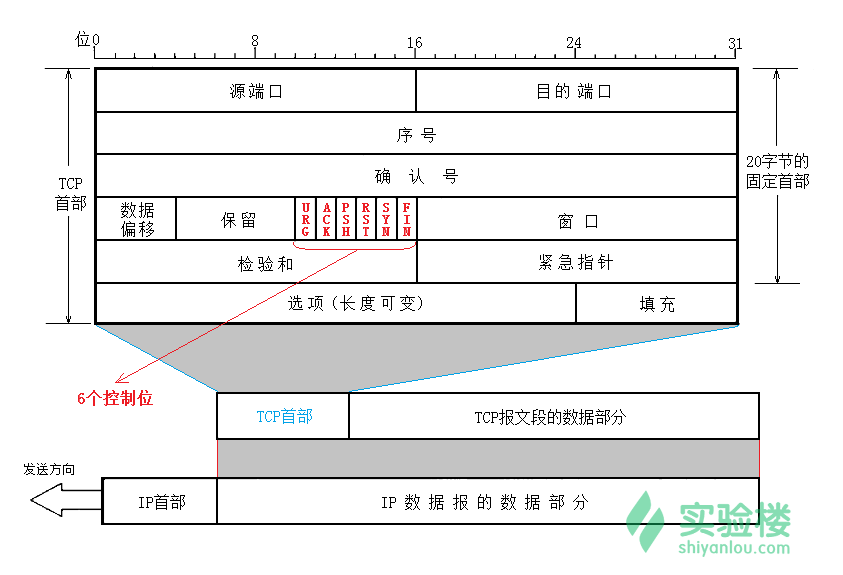 位 0 8 16 24 31
源端口 目的 端口
序 号
TCP
首部
20字节的
固定首部
确 认 号
数据
偏移
保留
URG
ACK
PSH
RST
SYN
FIN
窗 口
检验和 紧急指针
选项（长度可变） 填充
6个控制位
TCP首部 TCP报文段的数据部分
发送方向
IP首部 IP 数据报的数据部分
实验楼
shiyanlou.com